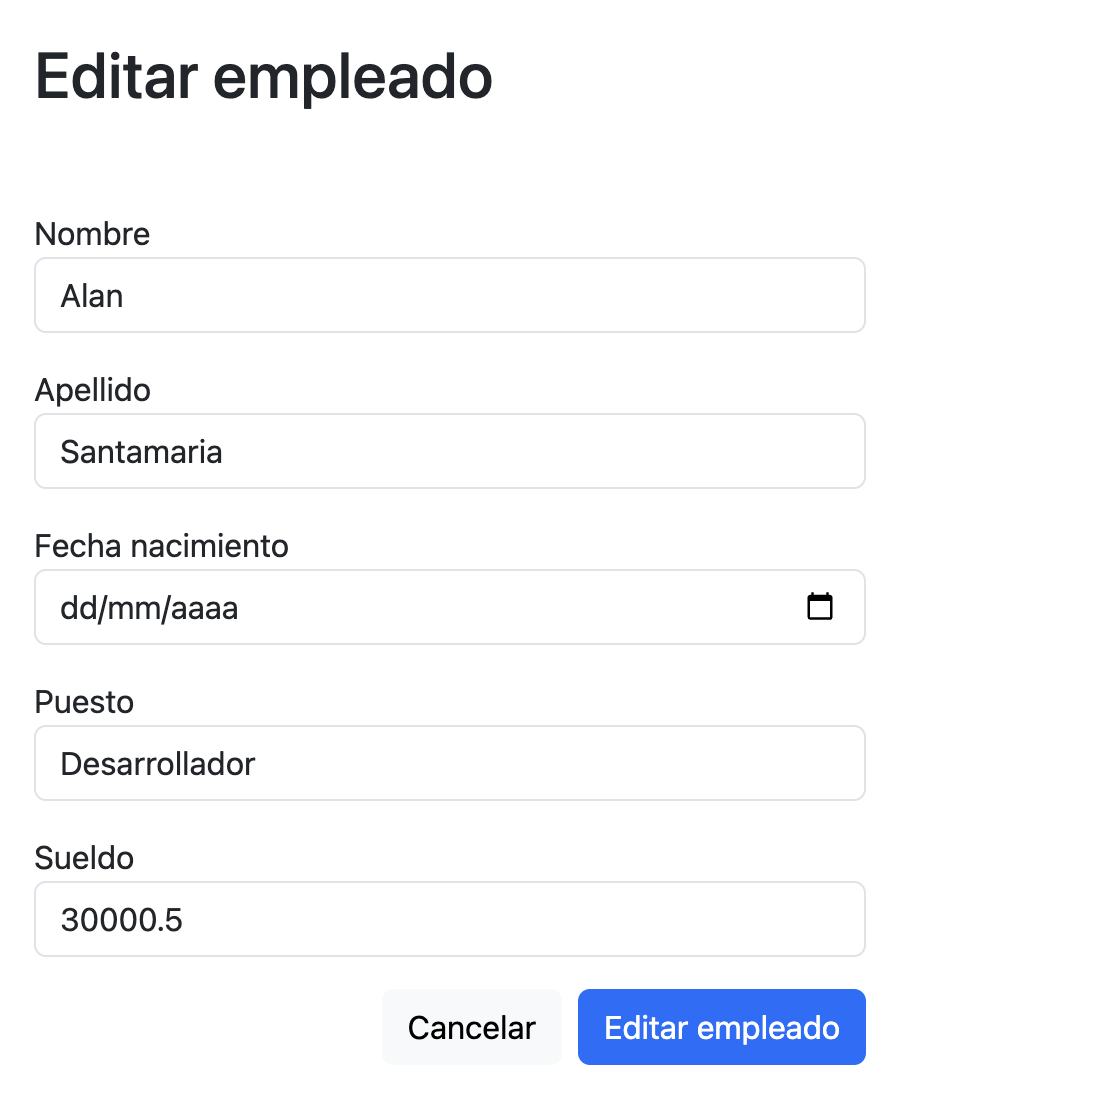 Editar empleado
Nombre
Alan
Apellido
Santamaria
Fecha nacimiento
dd/mm/aaaa
Puesto
Desarrollador
Sueldo
30000.5
Cancelar Editar empleado